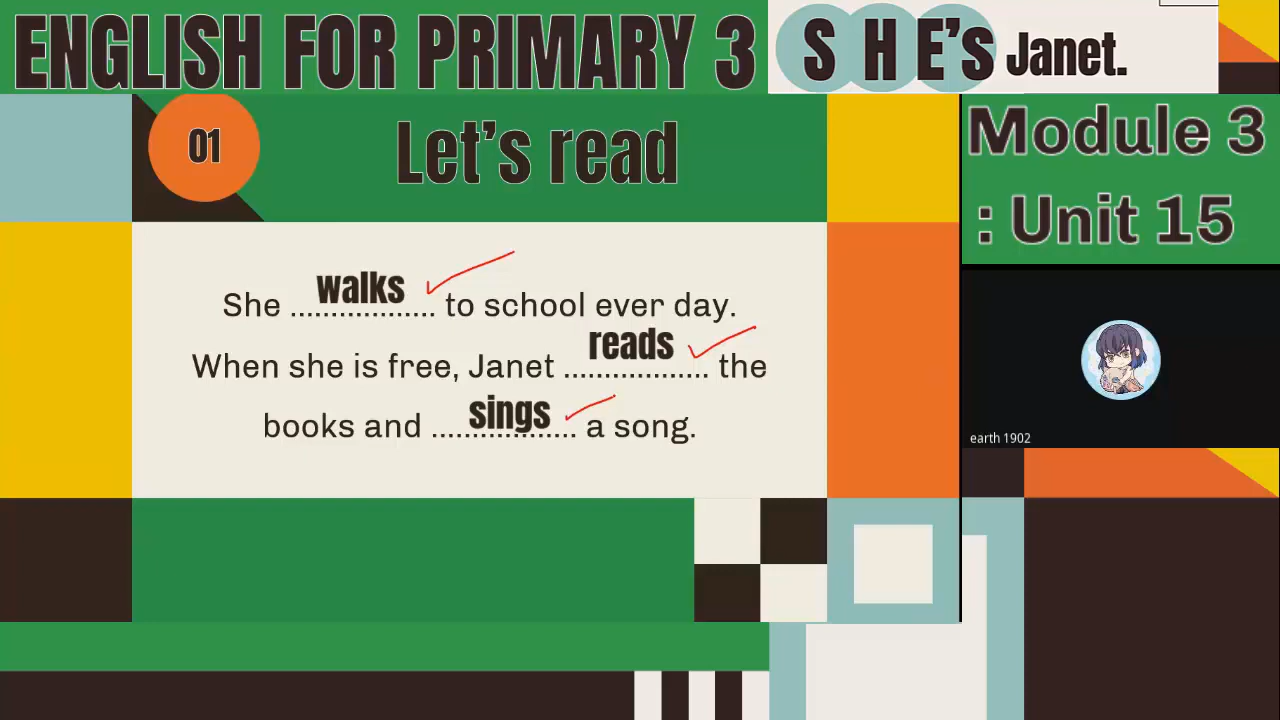 ENGLISH FOR PRIMARY 3
SHE's Janet.
01
Let's read
Module 3
: Unit 15
She ........walks........ to school ever day.
When she is free, Janet ........reads........ the
books and ........sings........ a song.
earth 1902